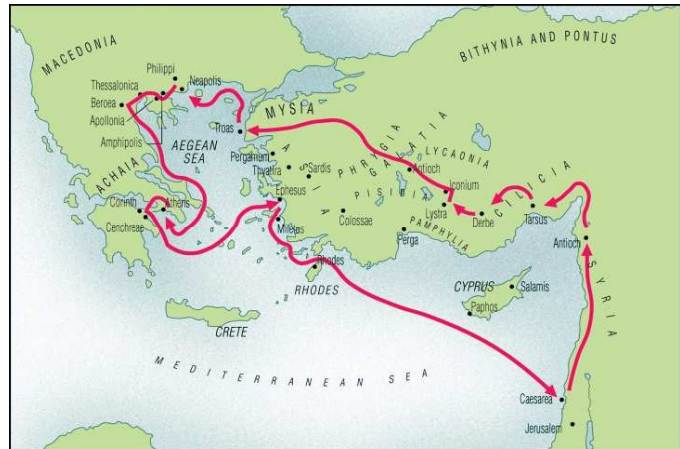 MACEDONIA
BITHYNIA AND PONTUS
Philippi
Neapolis
Thessalonica
Beroea
Apollonia
Amphipolis
MYSIA
Troas
AEGEAN
SEA
ASIA
PHRYGIA
GALATIA
LYCAONIA
Pergamum
Thyatira
Sardis
Antioch
Iconium
CILICIA
ACHAIA
PISIDIA
Ephesus
Corinth
Athens
Lystra
Derbe
Tarsus
Cenchreae
Miletus
Colossae
Perga
PAMPHYLIA
Antioch
SYRIA
Rhodes
RHODES
CYPRUS
Salamis
Paphos
CRETE
MEDITERRANEAN SEA
Caesarea
Jerusalem